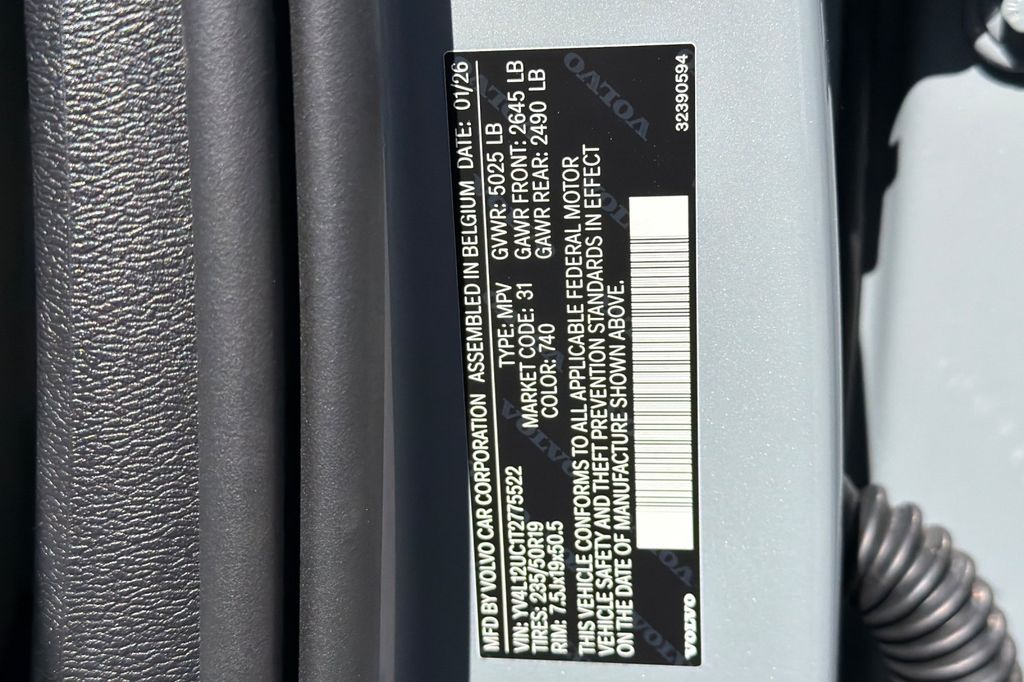 MFD BY VOLVO CAR CORPORATION ASSEMBLED IN BELGIUM DATE: 01/26
VIN: YV4L12UC1T2775522 TYPE: MPV GVWR: 5025 LB
TIRES: 235/50R19 MARKET CODE: 31 GAWR FRONT: 2645 LB
RIM: 7.5Jx19x50.5 COLOR: 740 GAWR REAR: 2490 LB
THIS VEHICLE CONFORMS TO ALL APPLICABLE FEDERAL MOTOR
VEHICLE SAFETY AND THEFT PREVENTION STANDARDS IN EFFECT
ON THE DATE OF MANUFACTURE SHOWN ABOVE.
VOLVO 32390594
VOLVO
VOLVO